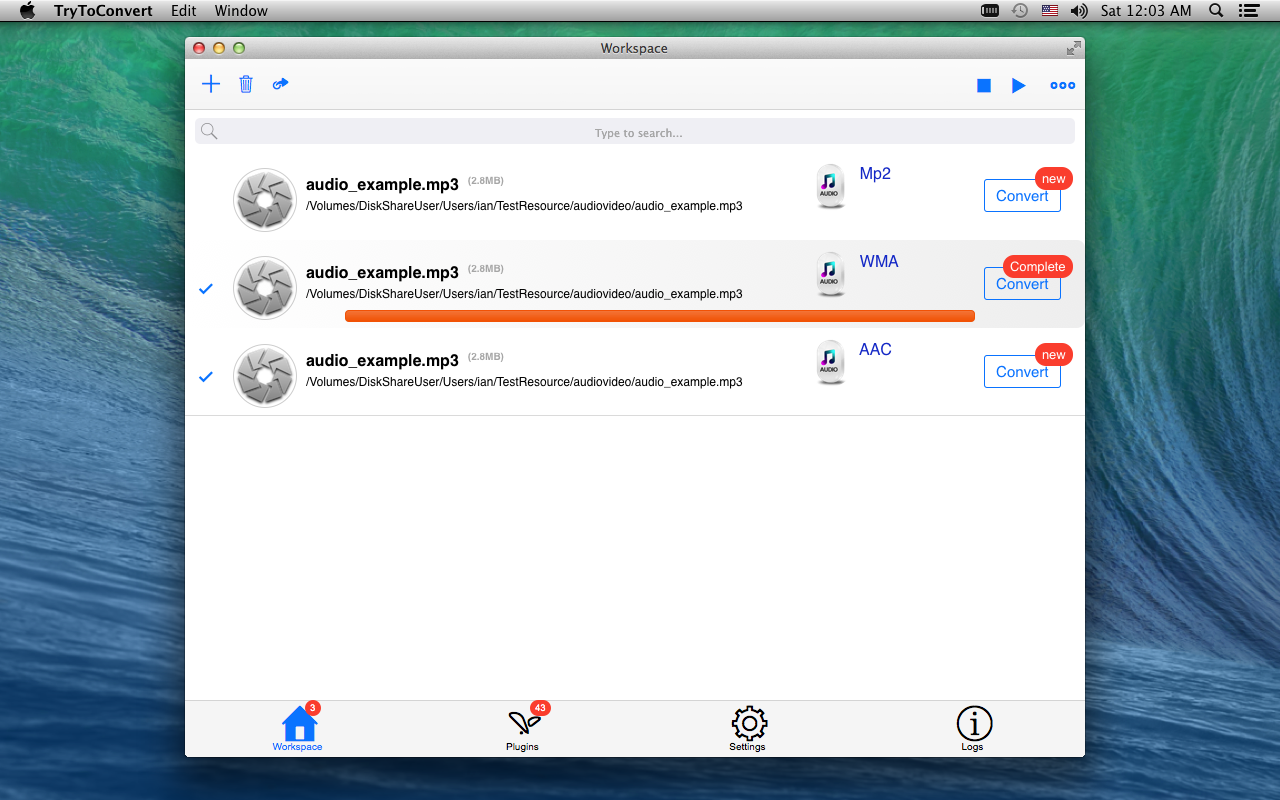 TryToConvert Edit Window Sat 12:03 AM
Workspace
Type to search...
audio_example.mp3 (2.8MB) Mp2 new
/Volumes/DiskShareUser/Users/ian/TestResource/audiovideo/audio_example.mp3 AUDIO Convert
audio_example.mp3 (2.8MB) WMA Complete
/Volumes/DiskShareUser/Users/ian/TestResource/audiovideo/audio_example.mp3 AUDIO Convert
audio_example.mp3 (2.8MB) AAC new
/Volumes/DiskShareUser/Users/ian/TestResource/audiovideo/audio_example.mp3 AUDIO Convert
3 43
Workspace Plugins Settings Logs